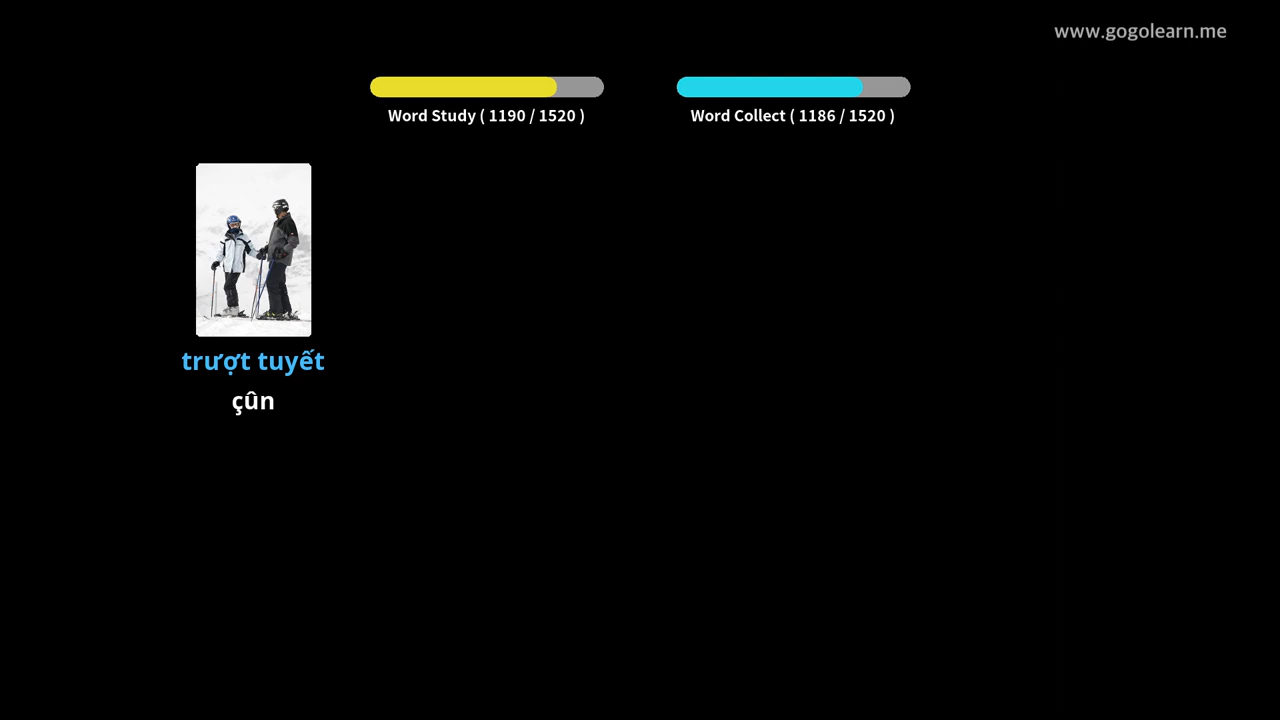 www.gogolearn.me
Word Study ( 1190 / 1520 )
Word Collect ( 1186 / 1520 )
trượt tuyết
çûn